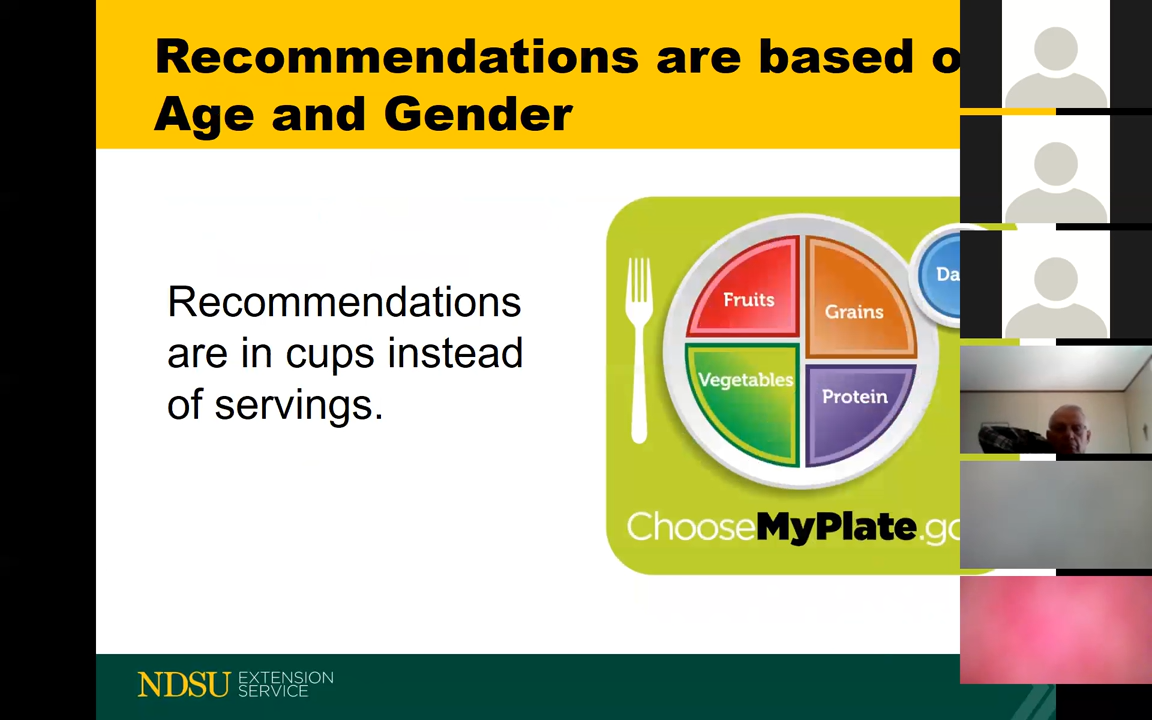 Recommendations are based o
Age and Gender
Recommendations
are in cups instead
of servings.
Fruits
Grains
Da
Vegetables
Protein
ChooseMyPlate.go
NDSU EXTENSION
SERVICE